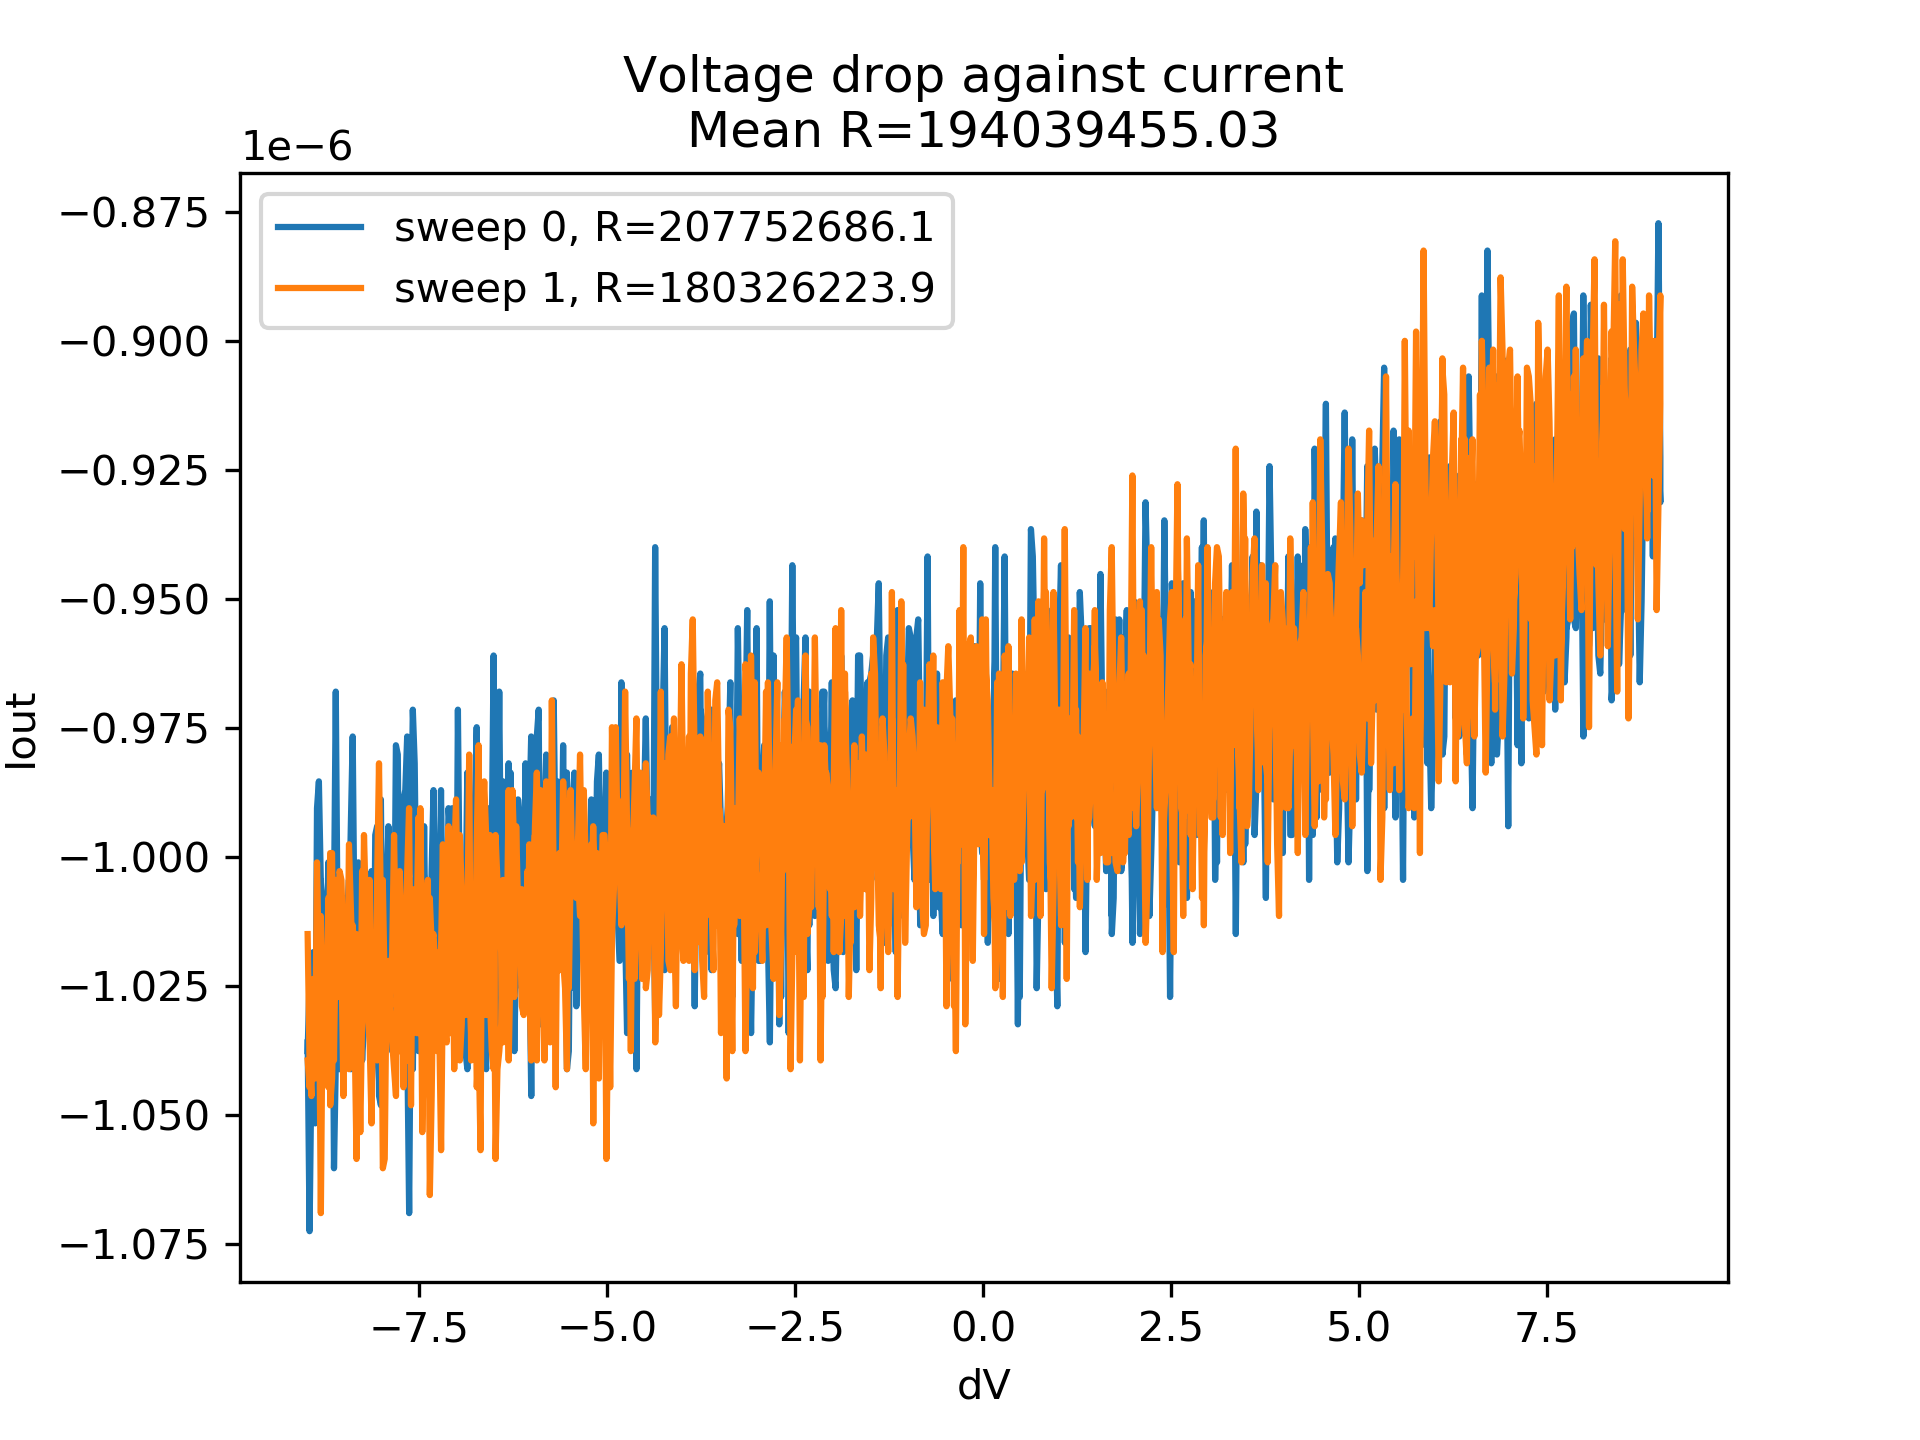 Voltage drop against current
Mean R=194039455.03
1e−6
sweep 0, R=207752686.1
sweep 1, R=180326223.9
−0.875
−0.900
−0.925
−0.950
−0.975
−1.000
−1.025
−1.050
−1.075
Iout
−7.5
−5.0
−2.5
0.0
2.5
5.0
7.5
dV